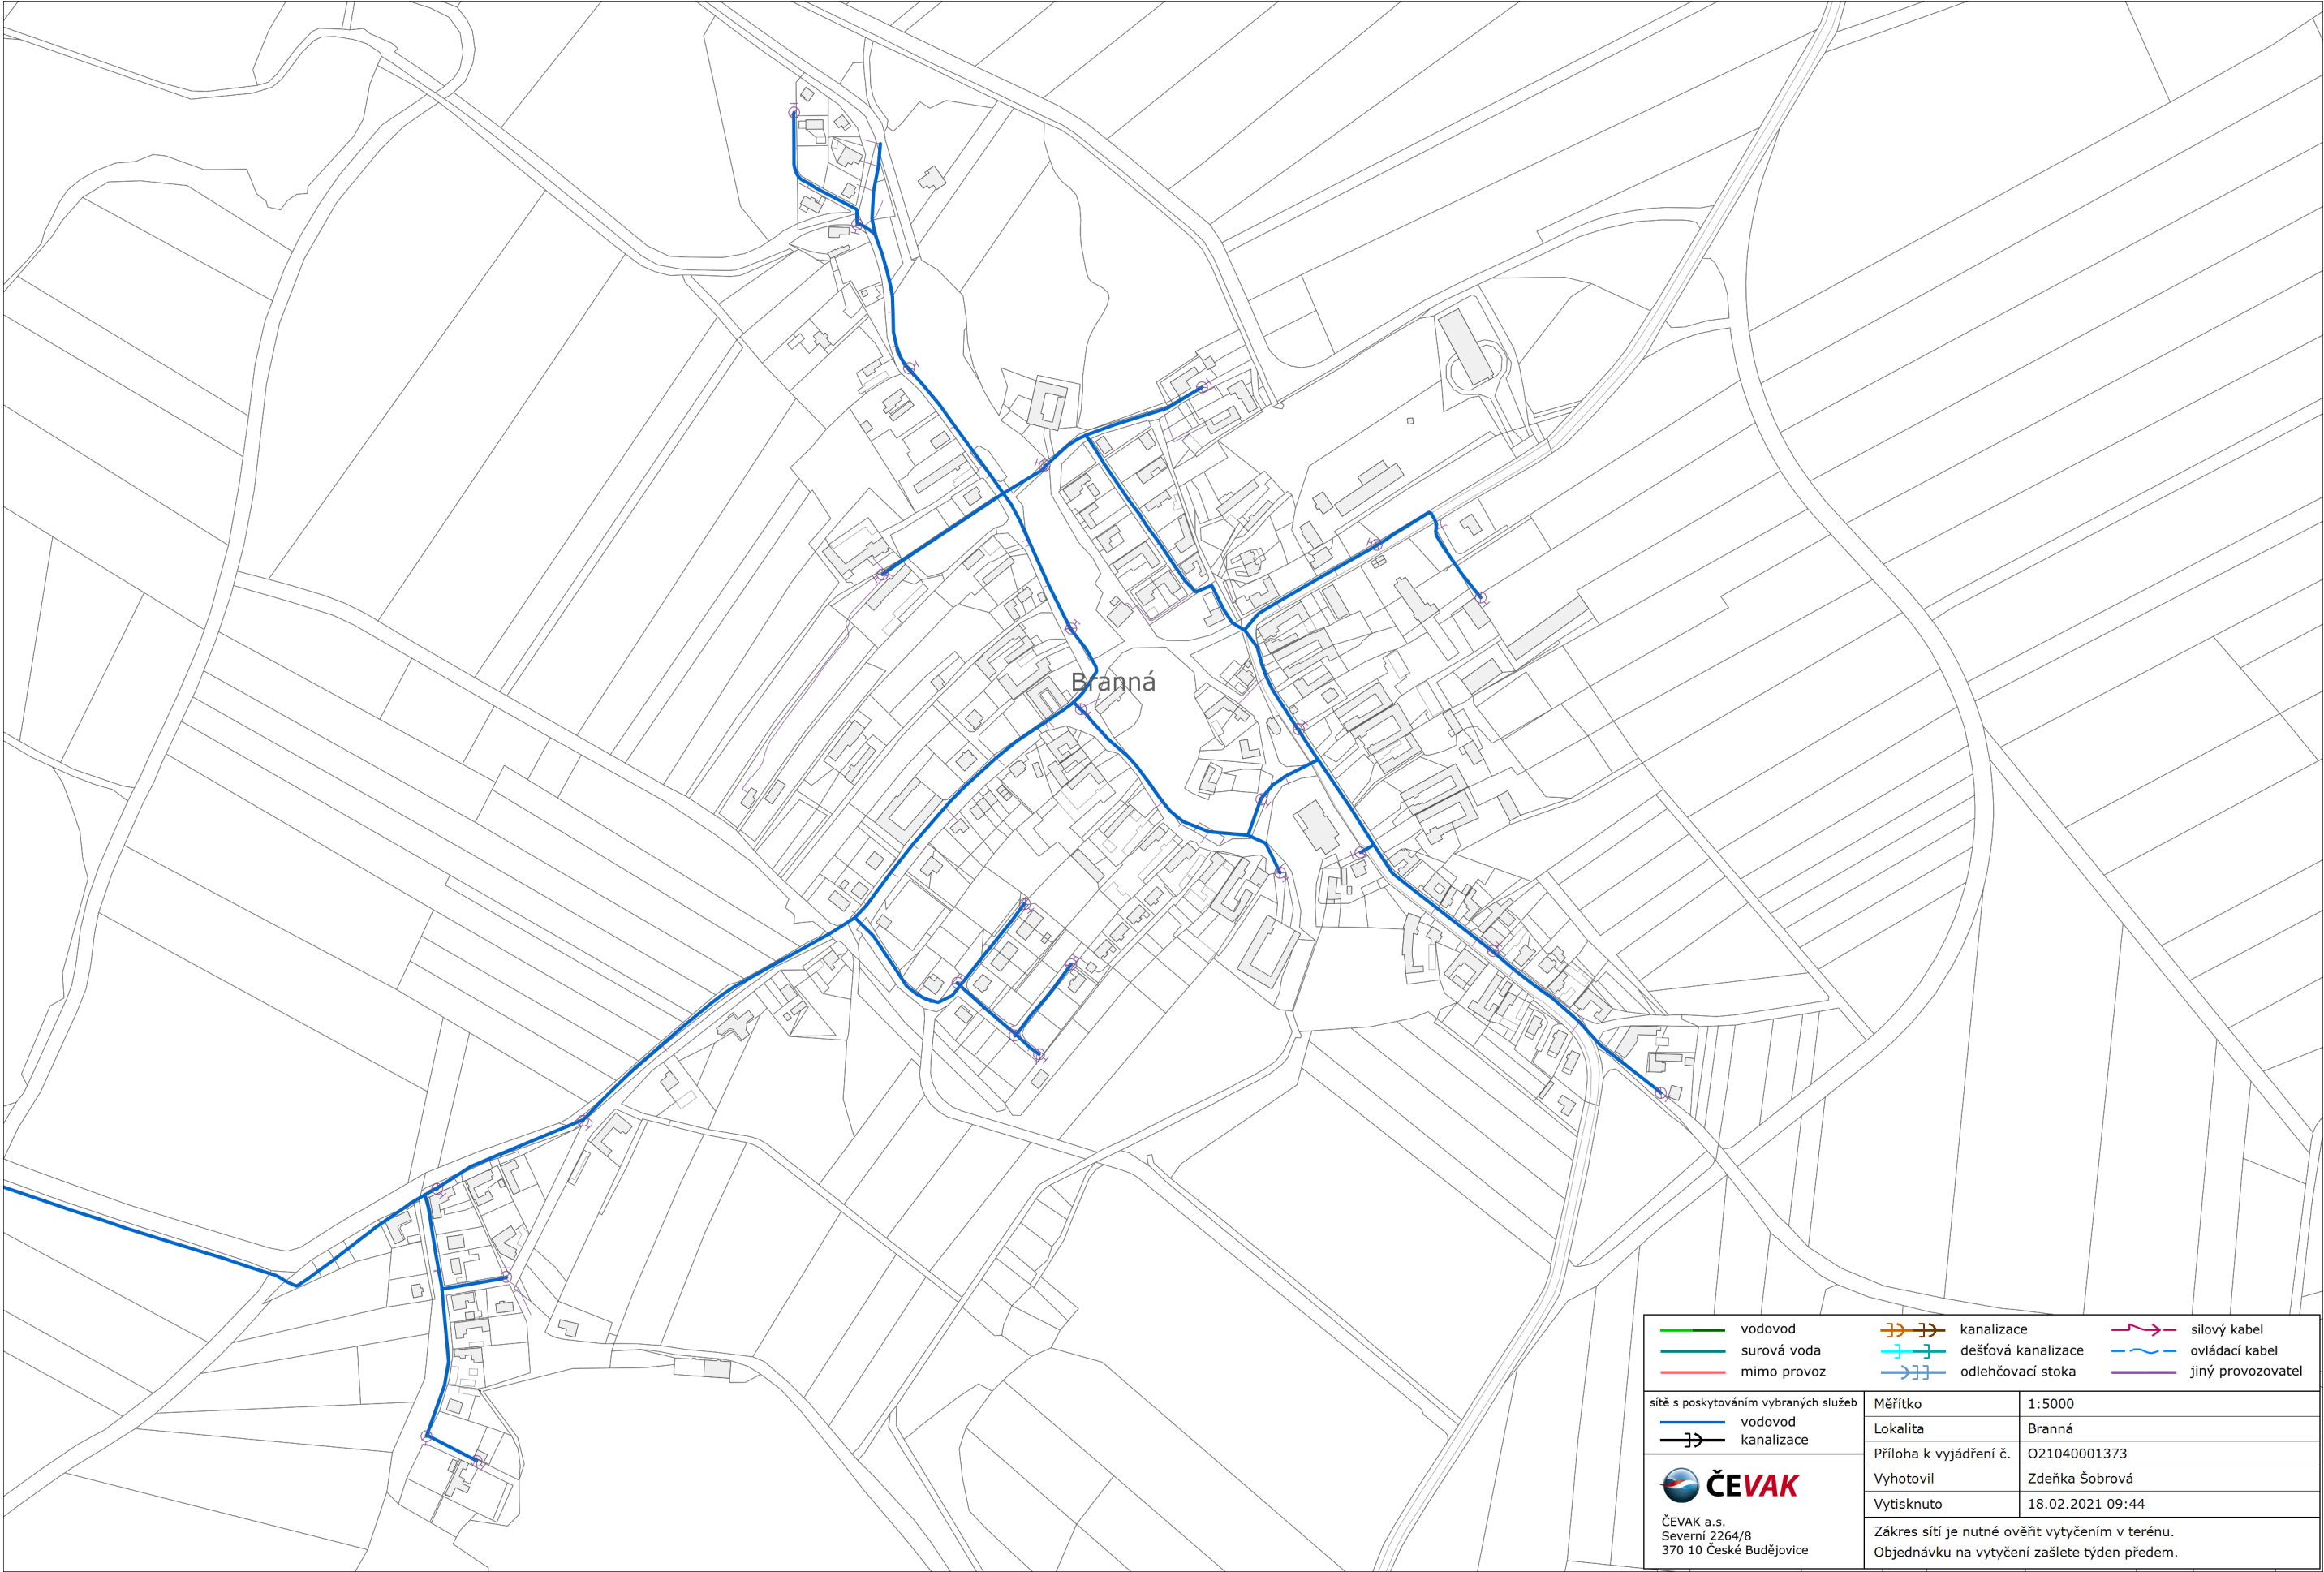 Branná
vodovod
surová voda
mimo provoz
kanalizace
dešťová kanalizace
odlehčovací stoka
silový kabel
ovládací kabel
jiný provozovatel
sítě s poskytováním vybraných služeb
vodovod
kanalizace
ČEVAK
ČEVAK a.s.
Severní 2264/8
370 10 České Budějovice
Měřítko 1:5000
Lokalita Branná
Příloha k vyjádření č. O21040001373
Vyhotovil Zdeňka Šobrová
Vytisknuto 18.02.2021 09:44
Zákres sítí je nutné ověřit vytyčením v terénu.
Objednávku na vytyčení zašlete týden předem.